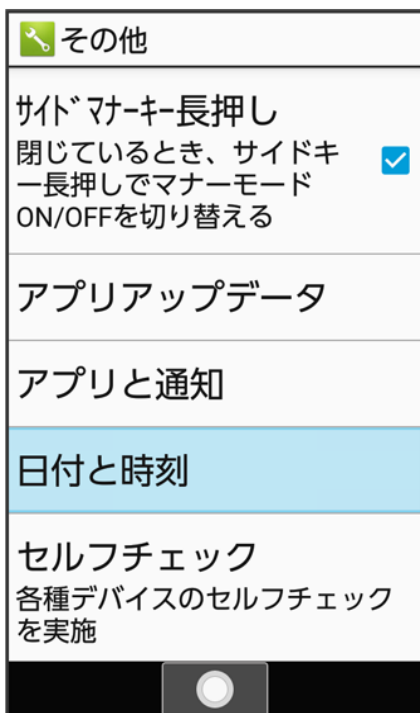 その他
サイドマナーキー長押し
閉じているとき、サイドキ
ー長押しでマナーモード
ON/OFFを切り替える
アプリアップデータ
アプリと通知
日付と時刻
セルフチェック
各種デバイスのセルフチェック
を実施